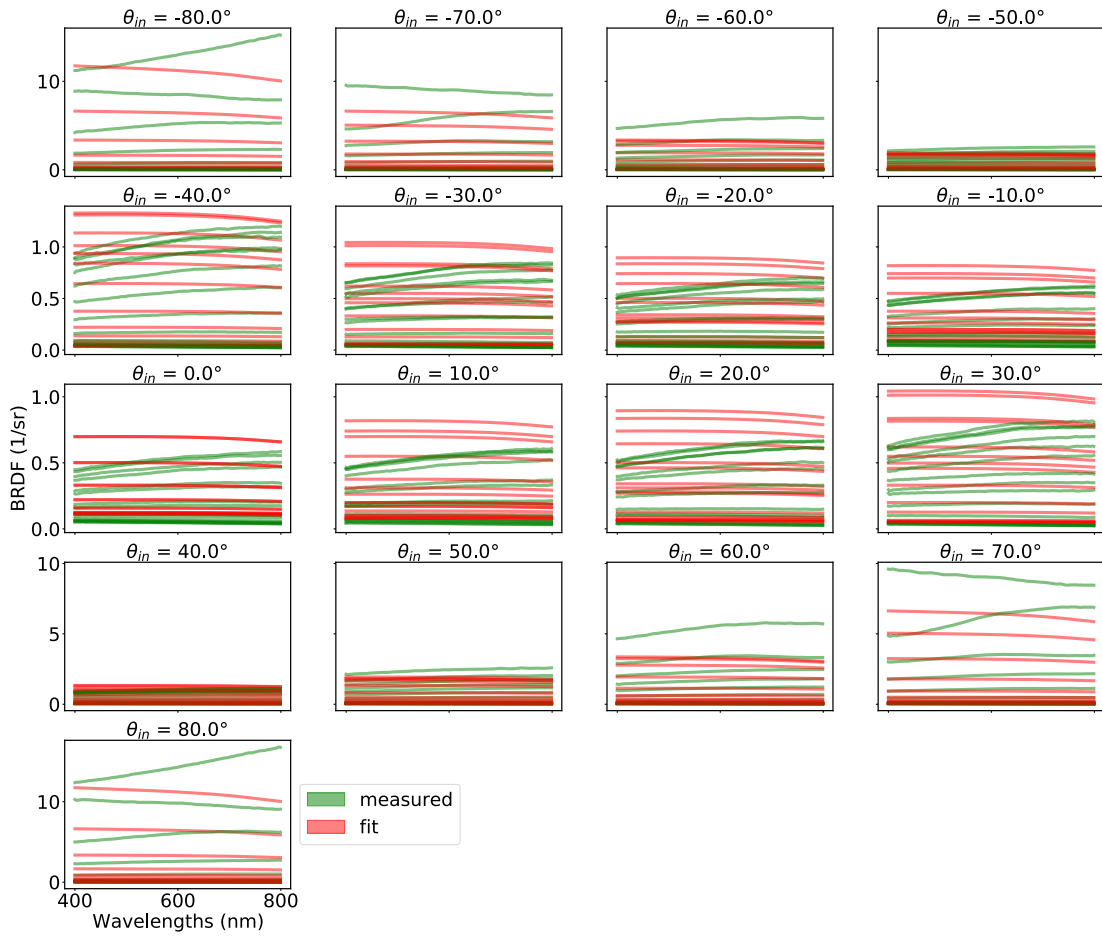 θin = -80.0° θin = -70.0° θin = -60.0° θin = -50.0°
10
0
θin = -40.0° θin = -30.0° θin = -20.0° θin = -10.0°
1.0
0.5
0.0
θin = 0.0° θin = 10.0° θin = 20.0° θin = 30.0°
1.0
0.5
0.0
BRDF (1/sr)
θin = 40.0° θin = 50.0° θin = 60.0° θin = 70.0°
10
5
0
θin = 80.0°
10
0
400 600 800
Wavelengths (nm)
measured
fit